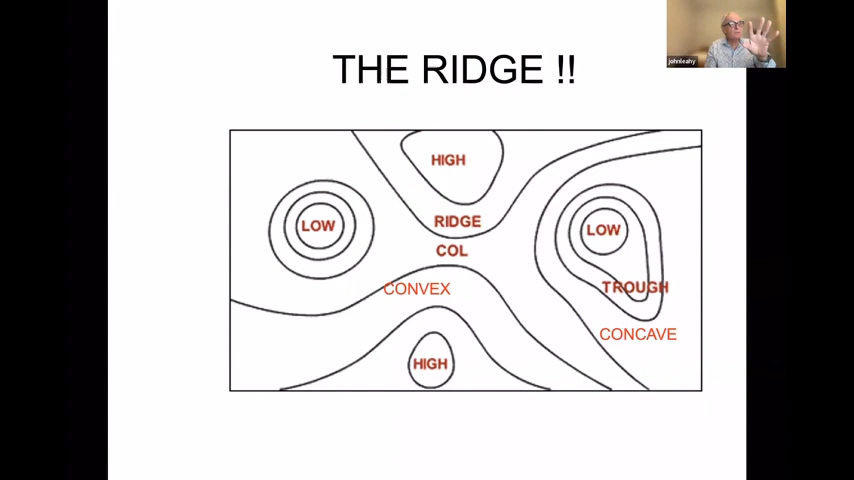 THE RIDGE !!
johnleahy
HIGH
LOW
RIDGE
LOW
COL
CONVEX
TROUGH
CONCAVE
HIGH